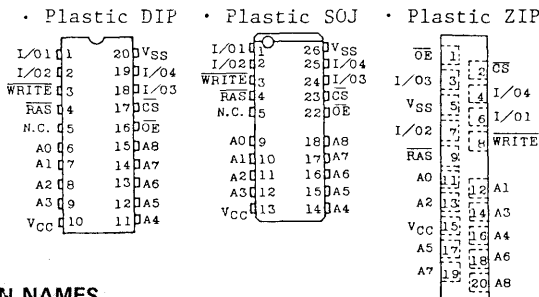 · Plastic DIP · Plastic SOJ · Plastic ZIP
I/O1 1 20 VSS
I/O2 2 19 I/O4
WRITE 3 18 I/O3
RAS 4 17 CS
N.C. 5 16 OE
A0 6 15 A8
A1 7 14 A7
A2 8 13 A6
A3 9 12 A5
VCC 10 11 A4
I/O1 1 26 VSS
I/O2 2 25 I/O4
WRITE 3 24 I/O3
RAS 4 23 CS
N.C. 5 22 OE
A0 9 18 A8
A1 10 17 A7
A2 11 16 A6
A3 12 15 A5
VCC 13 14 A4
OE 1
2 CS
I/O3 3
4 I/O4
VSS 5
6 I/O1
I/O2 7
8 WRITE
RAS 9
A0 11
12 A1
A2 13
14 A3
VCC 15
16 A4
A5 17
18 A6
A7 19
20 A8
N NAMES